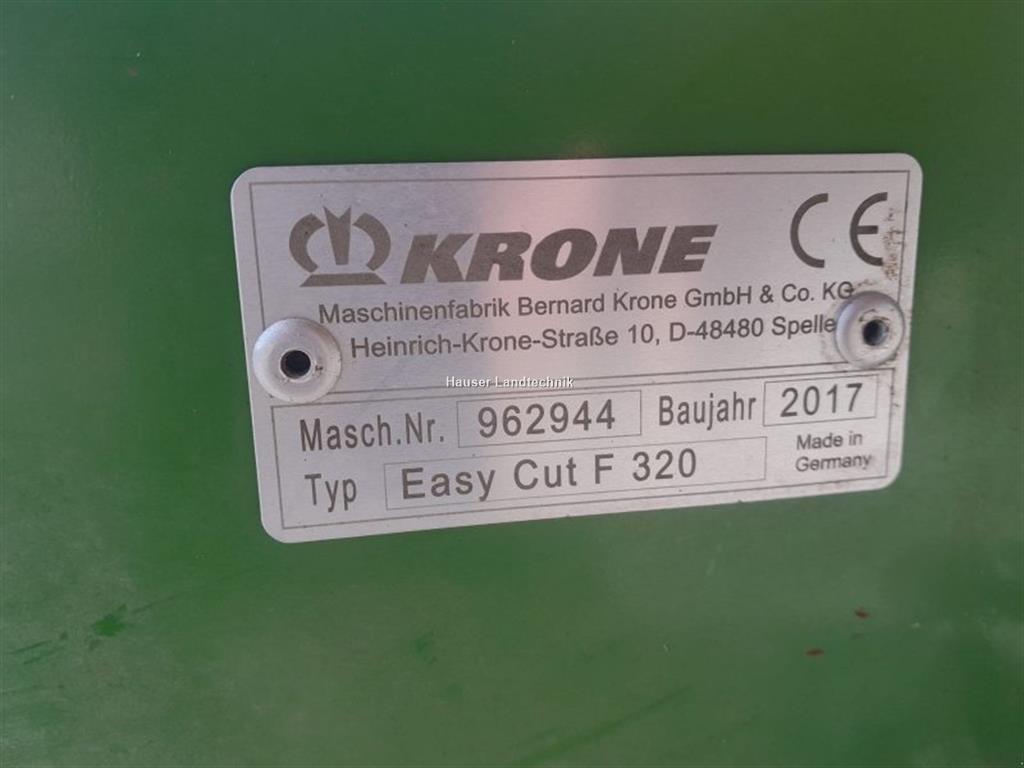 KRONE CE
Maschinenfabrik Bernard Krone GmbH & Co. KG
Heinrich-Krone-Straße 10, D-48480 Spelle
Hauser Landtechnik
Masch.Nr. 962944 Baujahr 2017
Typ Easy Cut F 320 Made in
Germany